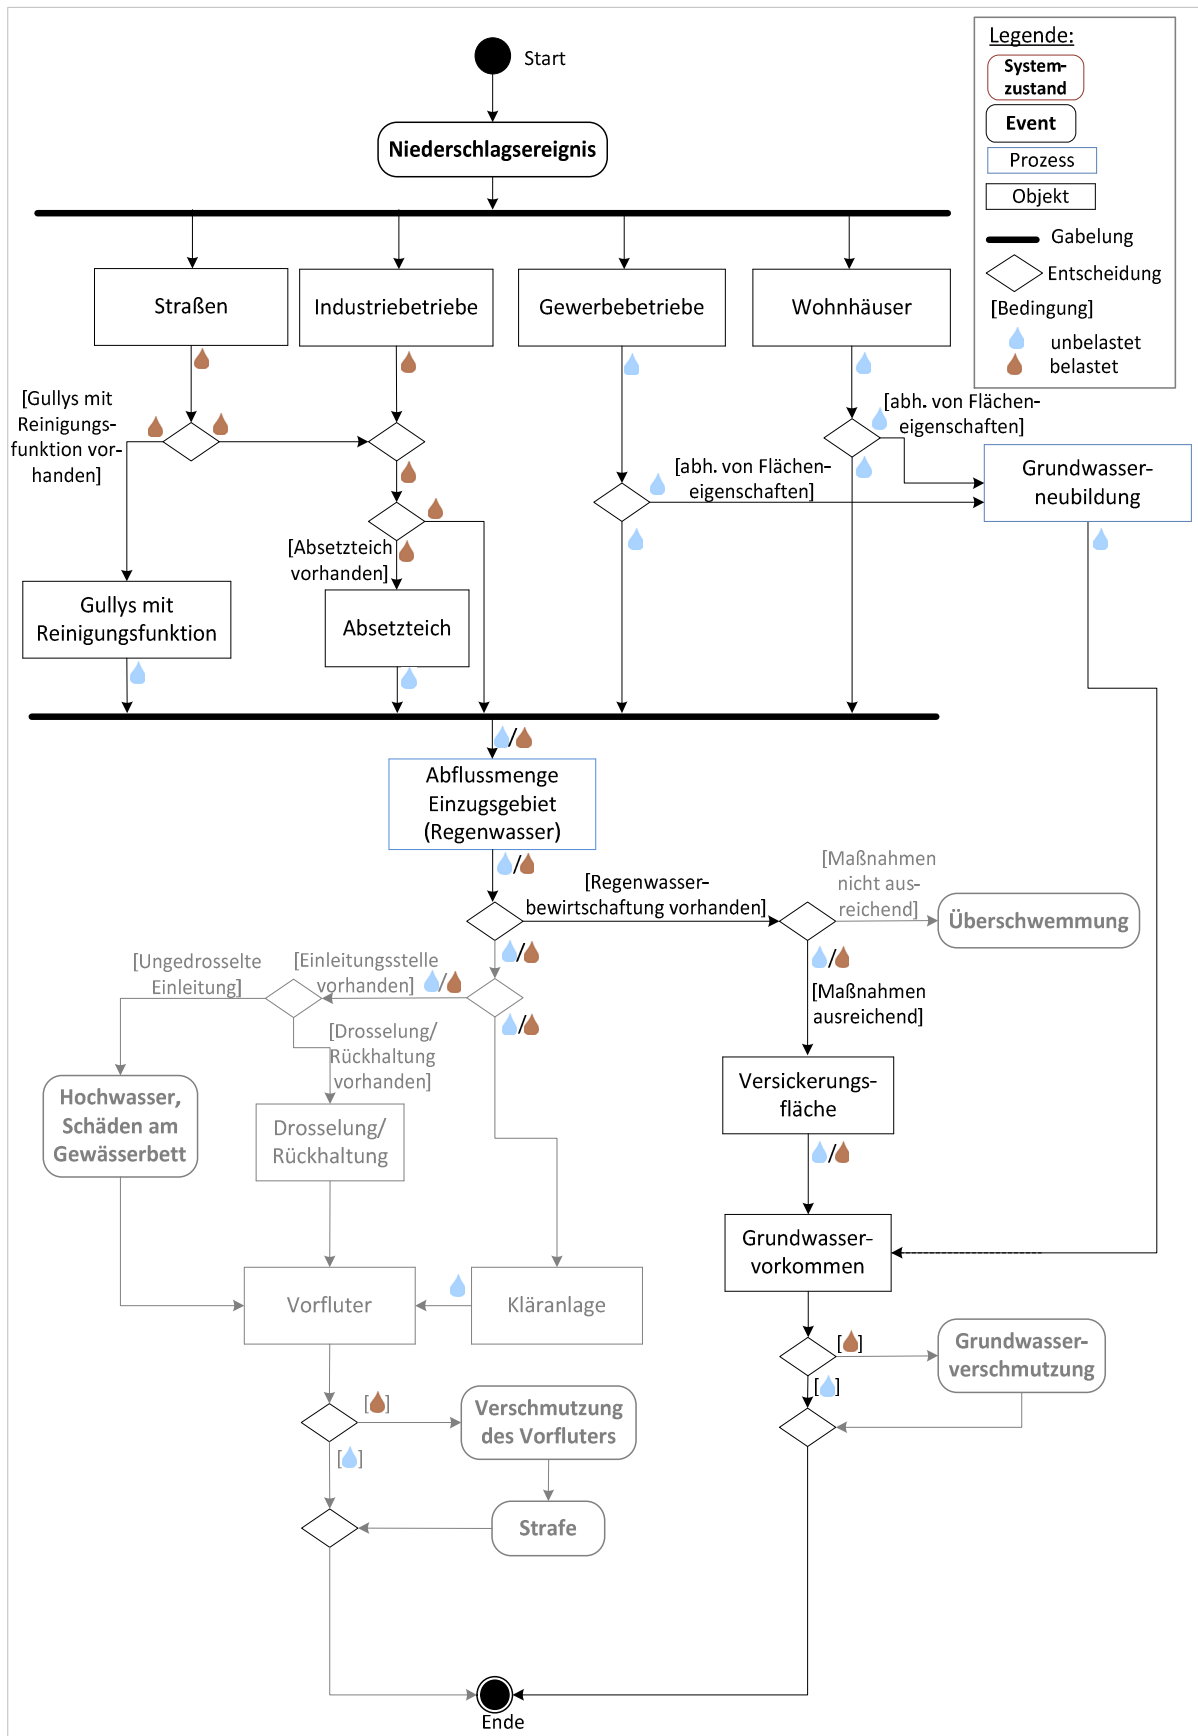 Start
Niederschlagsereignis
Legende:
System-
zustand
Event
Prozess
Objekt
Gabelung
Entscheidung
[Bedingung]
unbelastet
belastet
Straßen
Industriebetriebe
Gewerbebetriebe
Wohnhäuser
[Gullys mit
Reinigungs-
funktion vor-
handen]
[abh. von Flächen-
eigenschaften]
[abh. von Flächen-
eigenschaften]
Grundwasser-
neubildung
[Absetzteich
vorhanden]
Gullys mit
Reinigungsfunktion
Absetzteich
/
Abflussmenge
Einzugsgebiet
(Regenwasser)
/
[Regenwasser-
bewirtschaftung vorhanden]
[Maßnahmen
nicht aus-
reichend]
Überschwemmung
/
/
[Ungedrosselte
Einleitung]
[Einleitungsstelle
vorhanden]
/
/
[Maßnahmen
ausreichend]
[Drosselung/
Rückhaltung
vorhanden]
Hochwasser,
Schäden am
Gewässerbett
Drosselung/
Rückhaltung
Versickerungs-
fläche
/
Grundwasser-
vorkommen
Vorfluter
Kläranlage
[ ]
Grundwasser-
verschmutzung
[ ]
[ ]
Verschmutzung
des Vorfluters
[ ]
Strafe
Ende